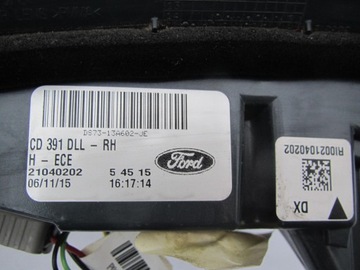 DS73-13A602-JE
CD 391 DLL - RH
H - ECE
21040202 5 45 15
06/11/15 16:17:14
Ford
DX
RI0021040202